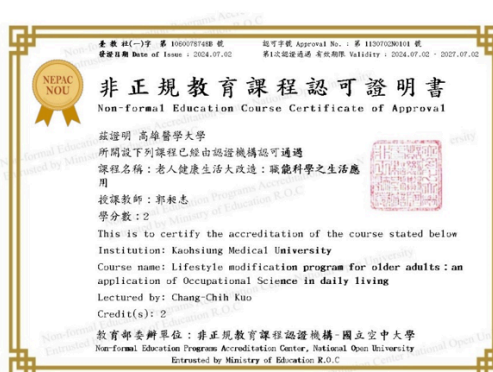 臺教社(一)字 第 1080078746B 號
認可字號 Approval No.：第 1120702N0101 號
發證日期 Date of Issue：2024.07.02
第1次認證通過 有效期限 Validity：2024.07.02 - 2027.07.02
NEPAC
NOU
非正規教育課程認可證明書
Non-formal Education Course Certificate of Approval
茲證明 高雄醫學大學
所開設下列課程已經由認證機構認可通過
課程名稱：老人健康生活大改造：職能科學之生活應
用
授課教師：郭昶志
學分數：2
This is to certify the accreditation of the course stated below
Institution: Kaohsiung Medical University
Course name: Lifestyle modification program for older adults：an
application of Occupational Science in daily living
Lectured by: Chang-Chih Kuo
Credit(s): 2
教育部委辦單位：非正規教育課程認證機構-國立空中大學
Non-formal Education Programs Accreditation Center, National Open University
Entrusted by Ministry of Education R.O.C